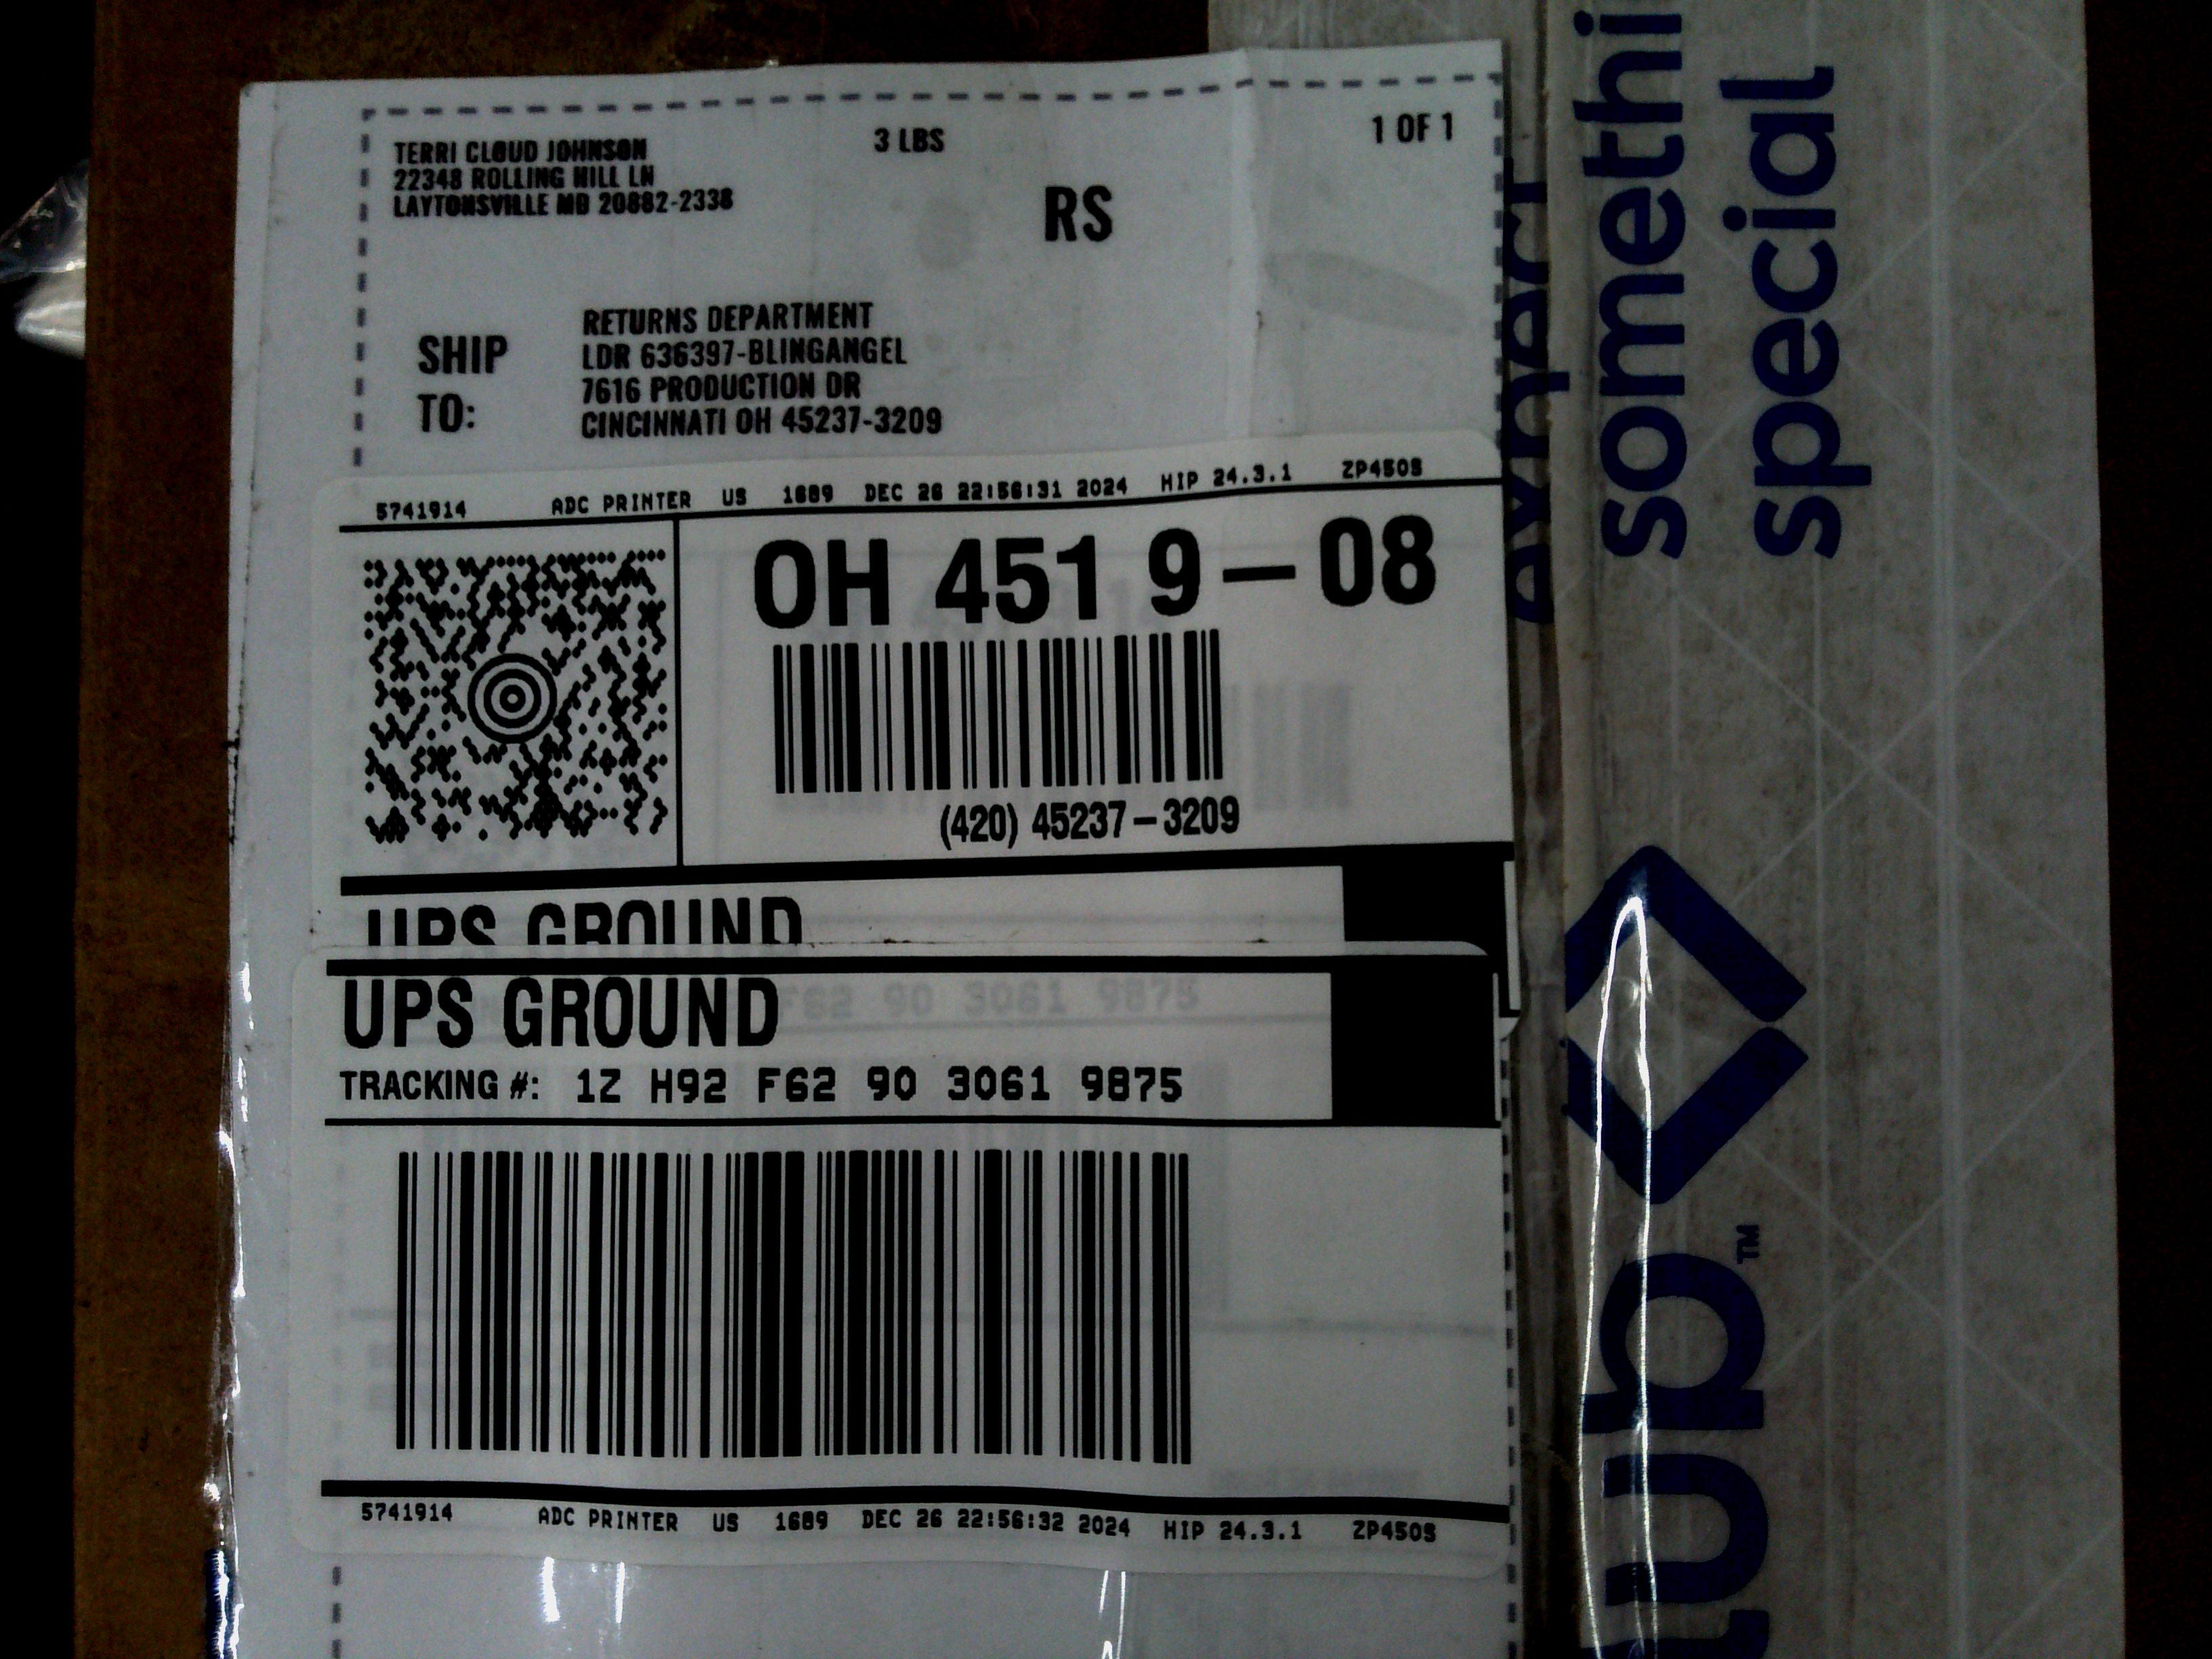 TERRI CLOUD JOHNSON
22348 ROLLING HILL LN
LAYTONSVILLE MD 20882-2338
3 LBS
1 OF 1
RS
SHIP TO:
RETURNS DEPARTMENT
LDR 636397-BLINGANGEL
7616 PRODUCTION DR
CINCINNATI OH 45237-3209
5741914 ADC PRINTER US 1689 DEC 26 22:56:31 2024 HIP 24.3.1 ZP450S
OH 451 9-08
(420) 45237-3209
UPS GROUND
UPS GROUND
TRACKING #: 1Z H92 F62 90 3061 9875
5741914 ADC PRINTER US 1689 DEC 26 22:56:32 2024 HIP 24.3.1 ZP450S
expect
somethi
special
ub™